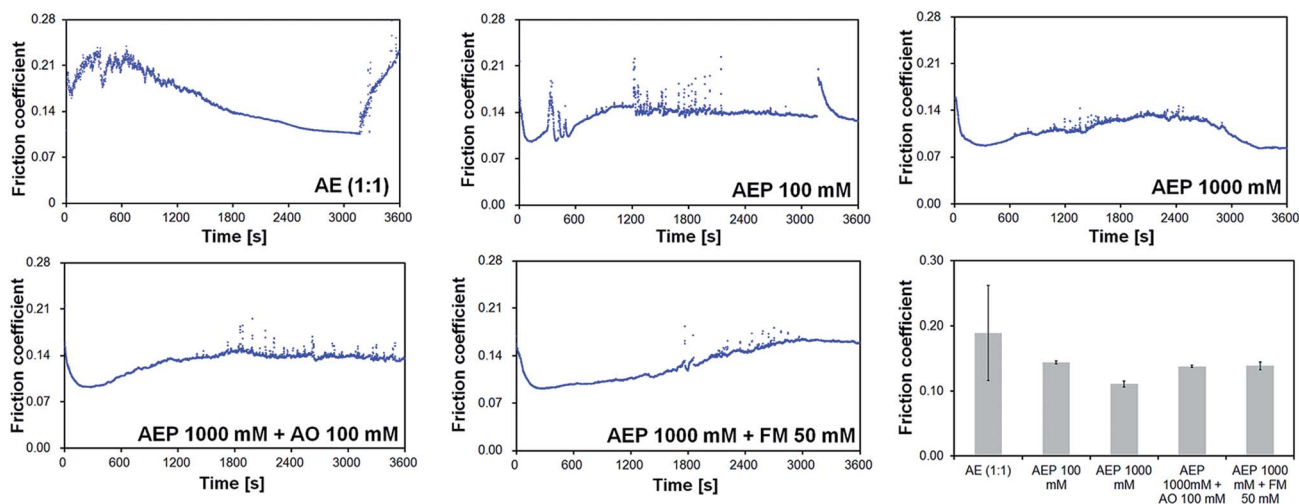 0.28
0.21
0.14
0.07
0
Friction coefficient
AE (1:1)
0 600 1200 1800 2400 3000 3600
Time [s]
0.28
0.21
0.14
0.07
0.00
Friction coefficient
AEP 100 mM
0 600 1200 1800 2400 3000 3600
Time [s]
0.28
0.21
0.14
0.07
0.00
Friction coefficient
AEP 1000 mM
0 600 1200 1800 2400 3000 3600
Time [s]
0.28
0.21
0.14
0.07
0.00
Friction coefficient
AEP 1000 mM + AO 100 mM
0 600 1200 1800 2400 3000 3600
Time [s]
0.28
0.21
0.14
0.07
0.00
Friction coefficient
AEP 1000 mM + FM 50 mM
0 600 1200 1800 2400 3000 3600
Time [s]
0.30
0.20
0.10
0.00
Friction coefficient
AE (1:1)
AEP 100
mM
AEP 1000
mM
AEP
1000mM +
AO 100 mM
AEP 1000
mM + FM
50 mM